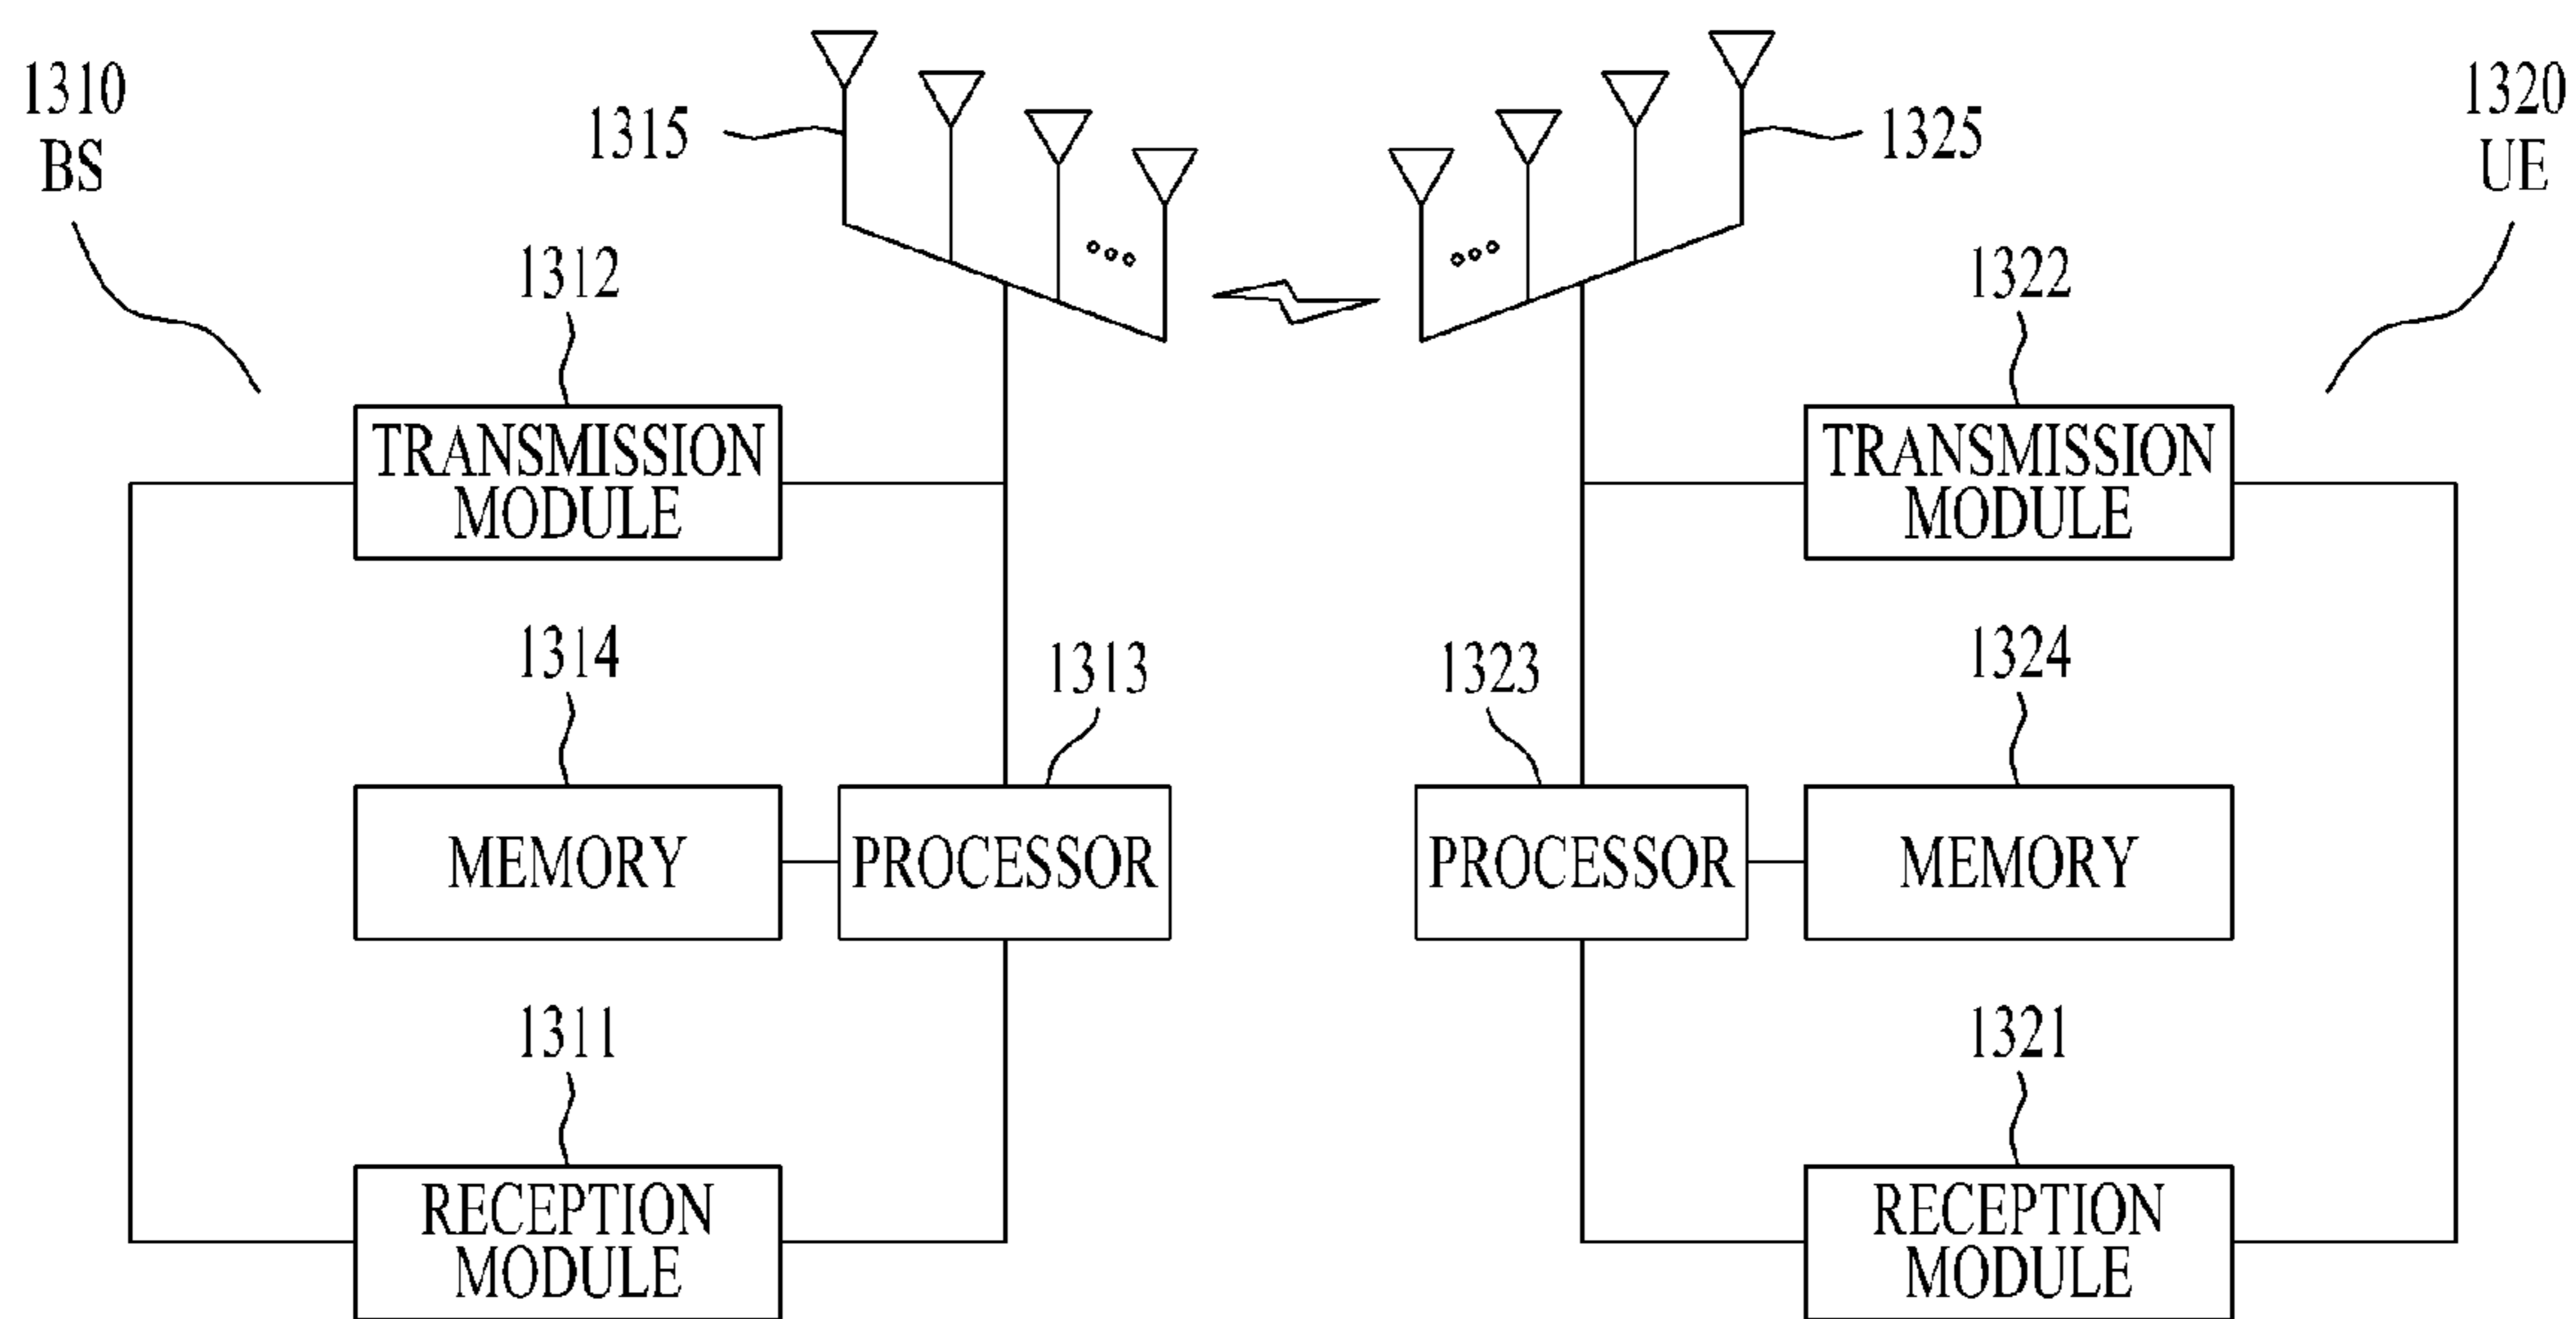 1310
BS
1315
1325
1320
UE
1312
1322
TRANSMISSION
MODULE
TRANSMISSION
MODULE
1314
1313
1323
1324
MEMORY
PROCESSOR
PROCESSOR
MEMORY
1311
1321
RECEPTION
MODULE
RECEPTION
MODULE